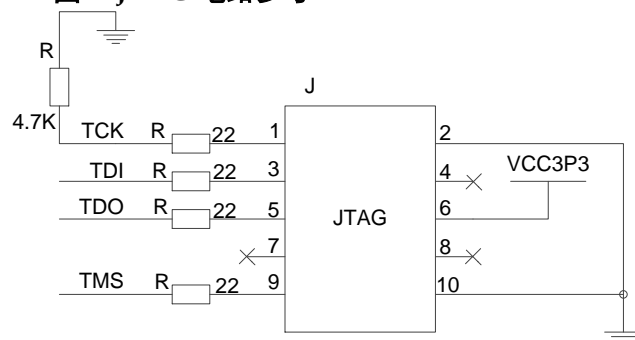 R
4.7K
J
TCK R 22 1
TDI R 22 3
TDO R 22 5
7
TMS R 22 9
JTAG
2
4
6
8
10
VCC3P3